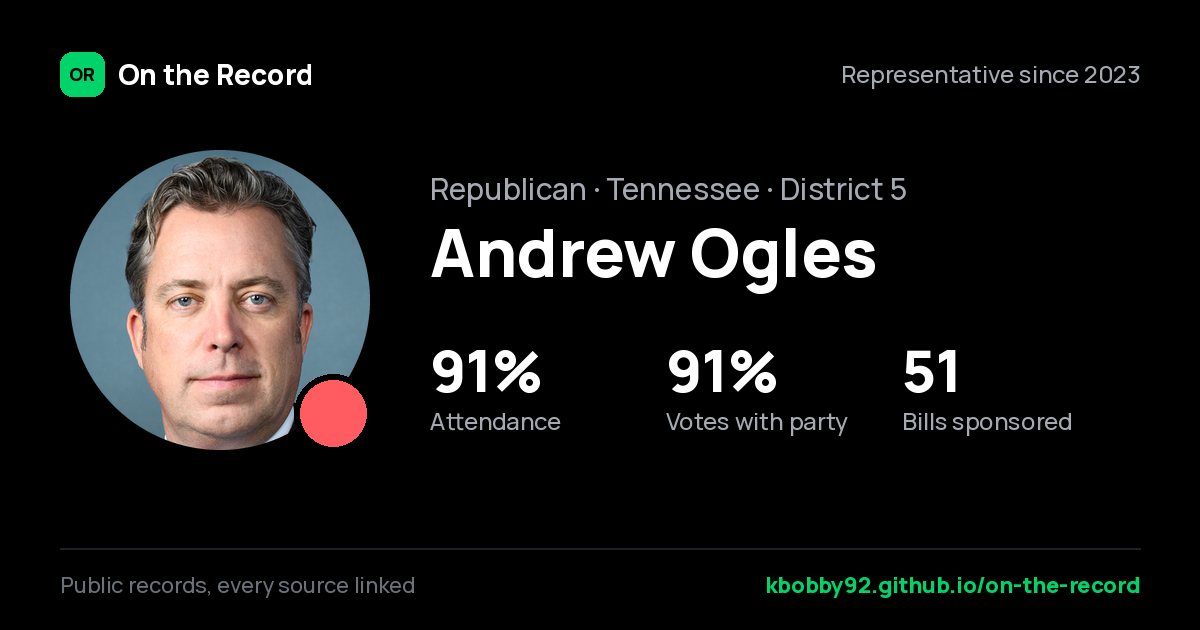 OR On the Record
Representative since 2023
Republican · Tennessee · District 5
Andrew Ogles
91% 91% 51
Attendance Votes with party Bills sponsored
Public records, every source linked
kbobby92.github.io/on-the-record